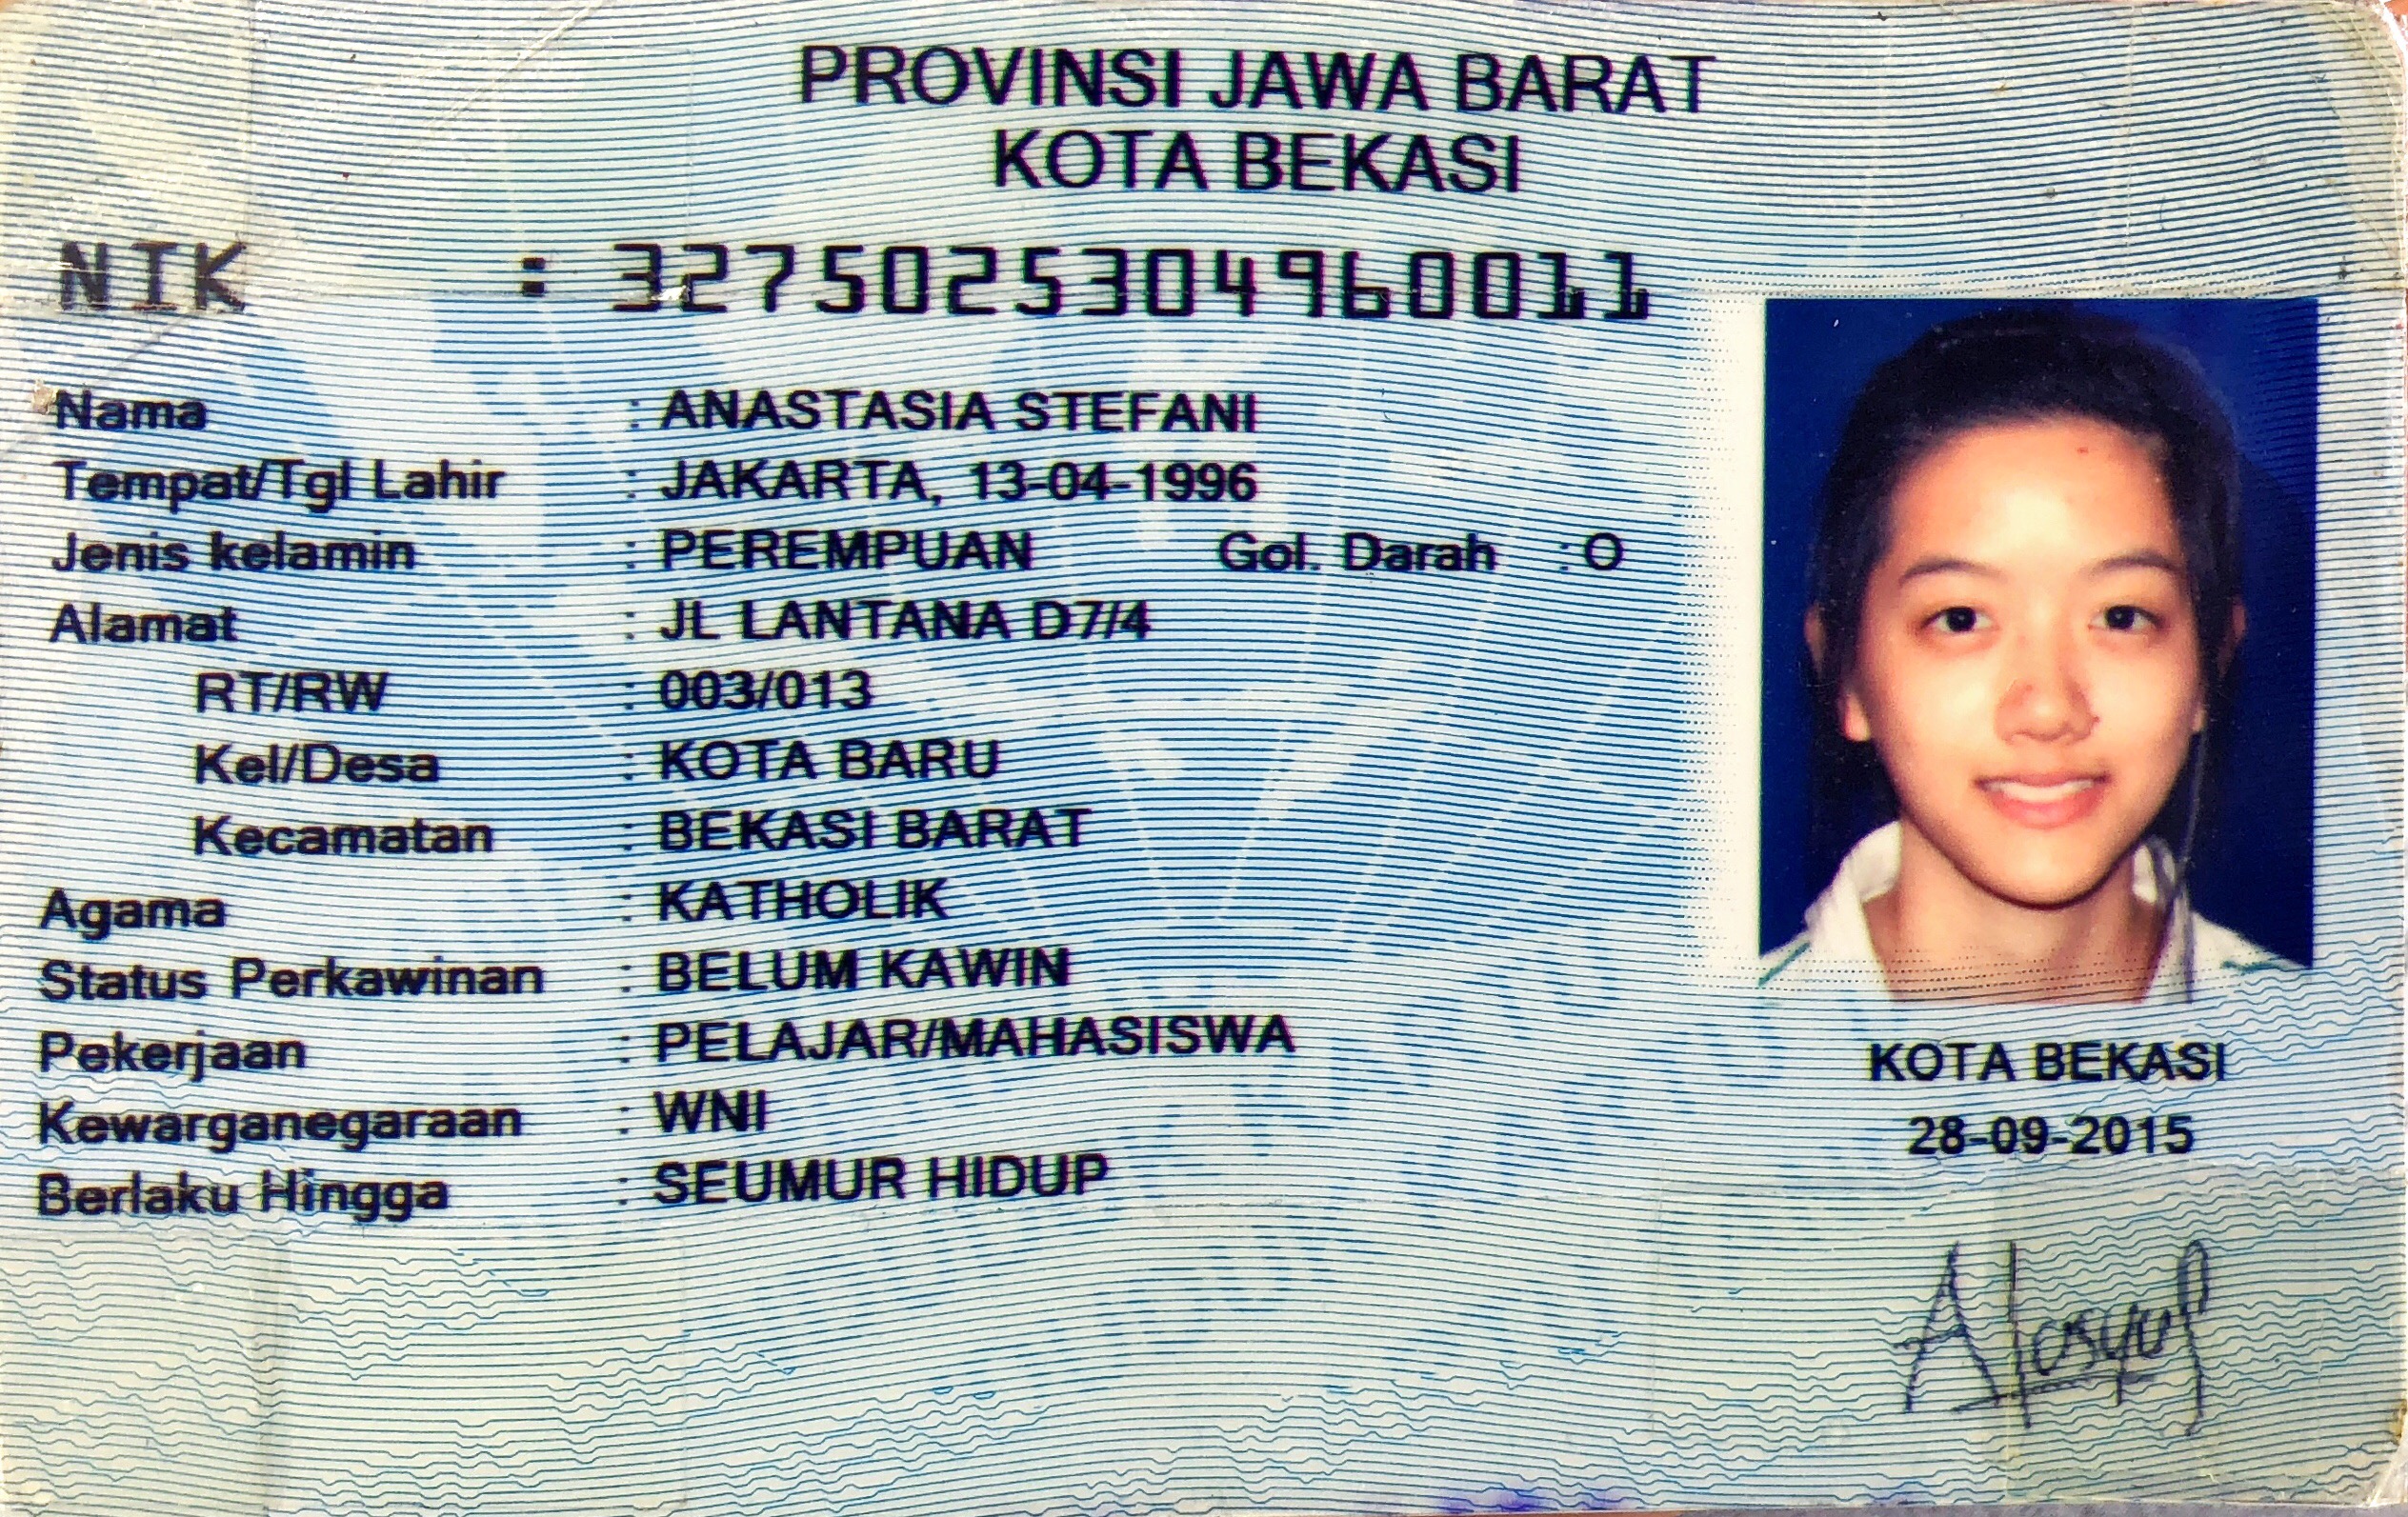 PROVINSI JAWA BARAT
KOTA BEKASI
NIK : 3275025304960011
Nama : ANASTASIA STEFANI
Tempat/Tgl Lahir : JAKARTA, 13-04-1996
Jenis kelamin : PEREMPUAN Gol. Darah : O
Alamat : JL LANTANA D7/4
RT/RW : 003/013
Kel/Desa : KOTA BARU
Kecamatan : BEKASI BARAT
Agama : KATHOLIK
Status Perkawinan : BELUM KAWIN
Pekerjaan : PELAJAR/MAHASISWA
Kewarganegaraan : WNI
Berlaku Hingga : SEUMUR HIDUP
KOTA BEKASI
28-09-2015